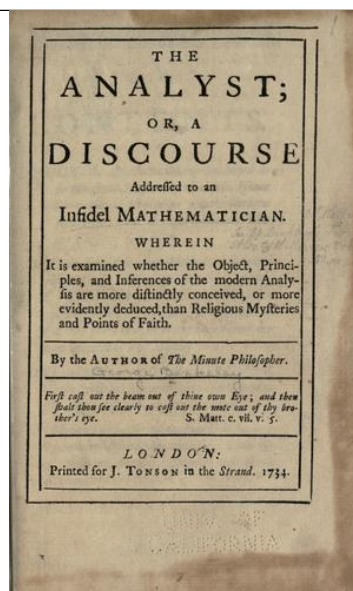 THE
ANALYST;
OR, A
DISCOURSE
Addreſſed to an
Infidel MATHEMATICIAN.
WHEREIN
It is examined whether the Object, Princi-
ples, and Inferences of the modern Analy-
ſis are more diſtinctly conceived, or more
evidently deduced, than Religious Myſteries
and Points of Faith.
By the AUTHOR of The Minute Philoſopher.
George Berkeley
Firſt caſt out the beam out of thine own Eye; and then
ſhalt thou ſee clearly to caſt out the mote out of thy bro-
ther's eye. S. Matt. c. vii. v. 5.
LONDON:
Printed for J. TONSON in the Strand. 1734.
UNIV. OF
CALIFORNIA